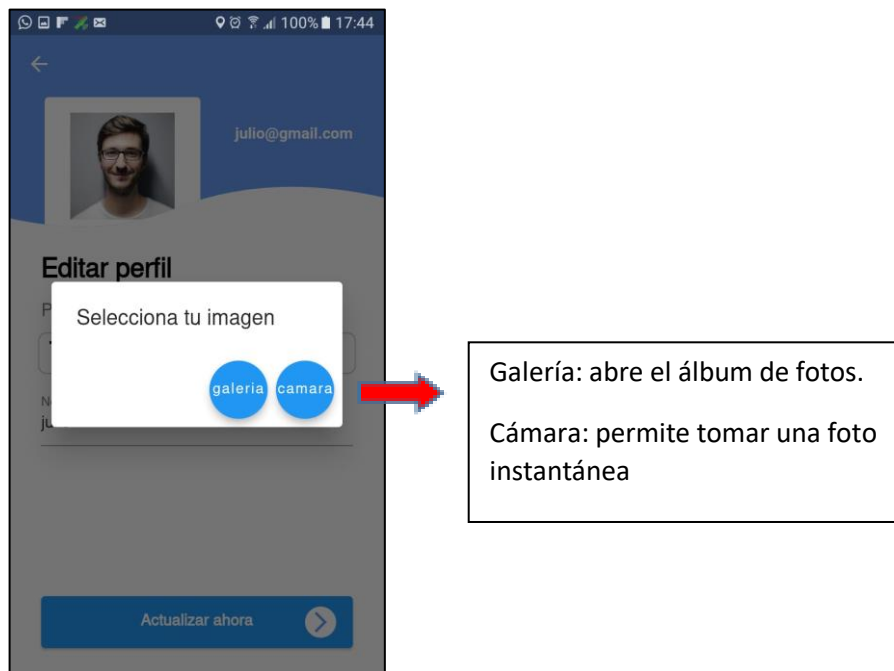 100% 17:44
julio@gmail.com
Editar perfil
P
Selecciona tu imagen
galeria camara
N
ju
Actualizar ahora
Galería: abre el álbum de fotos.
Cámara: permite tomar una foto
instantánea